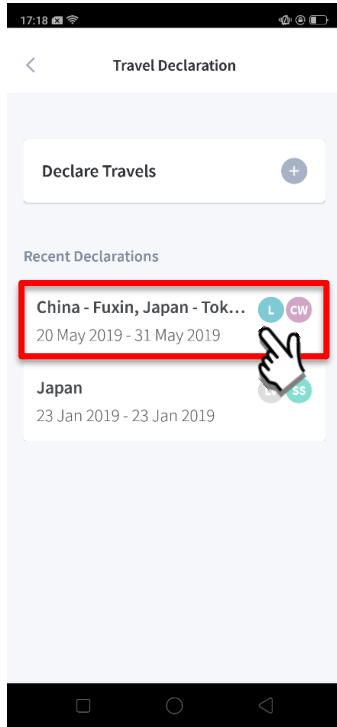 17:18
Travel Declaration
Declare Travels
Recent Declarations
China - Fuxin, Japan - Tok... L CW
20 May 2019 - 31 May 2019
Japan SS
23 Jan 2019 - 23 Jan 2019